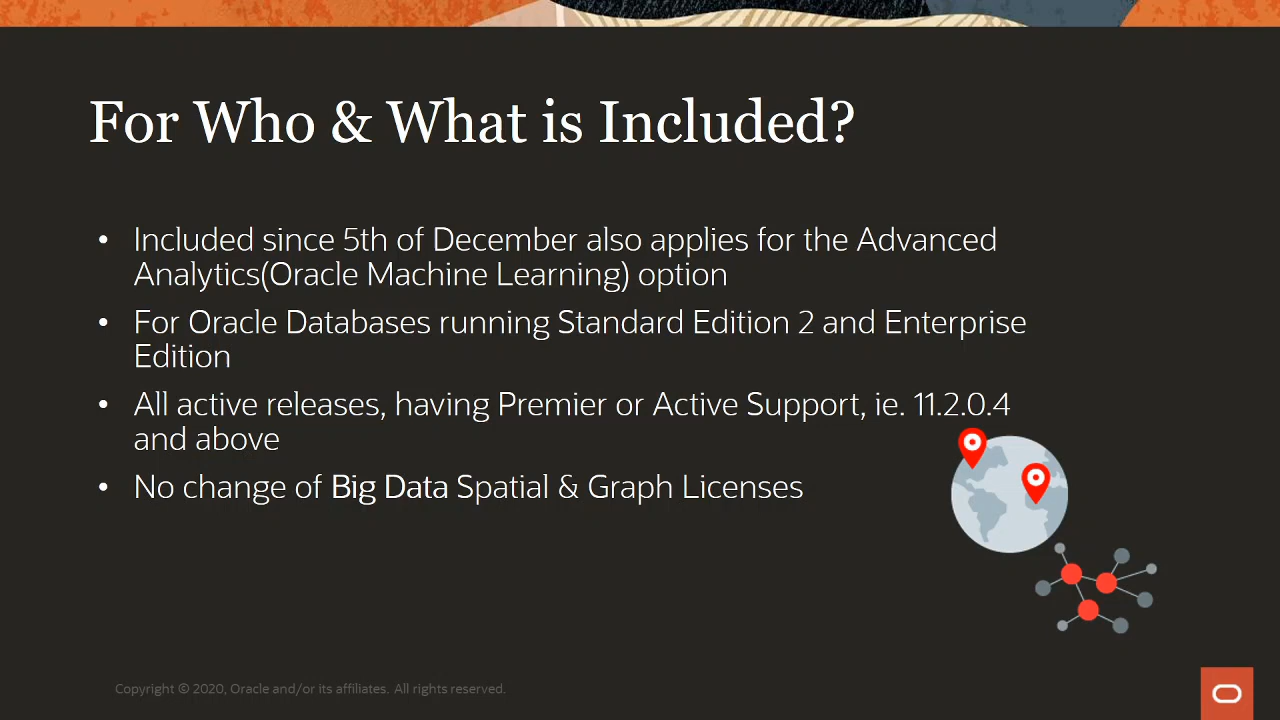 For Who & What is Included?
• Included since 5th of December also applies for the Advanced
Analytics(Oracle Machine Learning) option
• For Oracle Databases running Standard Edition 2 and Enterprise
Edition
• All active releases, having Premier or Active Support, ie. 11.2.0.4
and above
• No change of Big Data Spatial & Graph Licenses
Copyright © 2020, Oracle and/or its affiliates. All rights reserved.